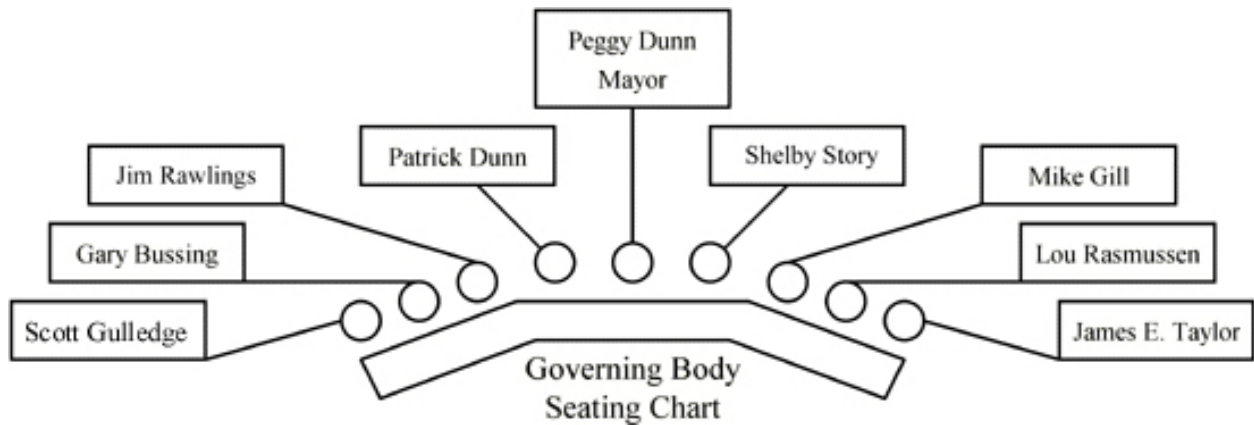 Peggy Dunn
Mayor
Patrick Dunn
Shelby Story
Jim Rawlings
Mike Gill
Gary Bussing
Lou Rasmussen
Scott Gulledge
James E. Taylor
Governing Body
Seating Chart